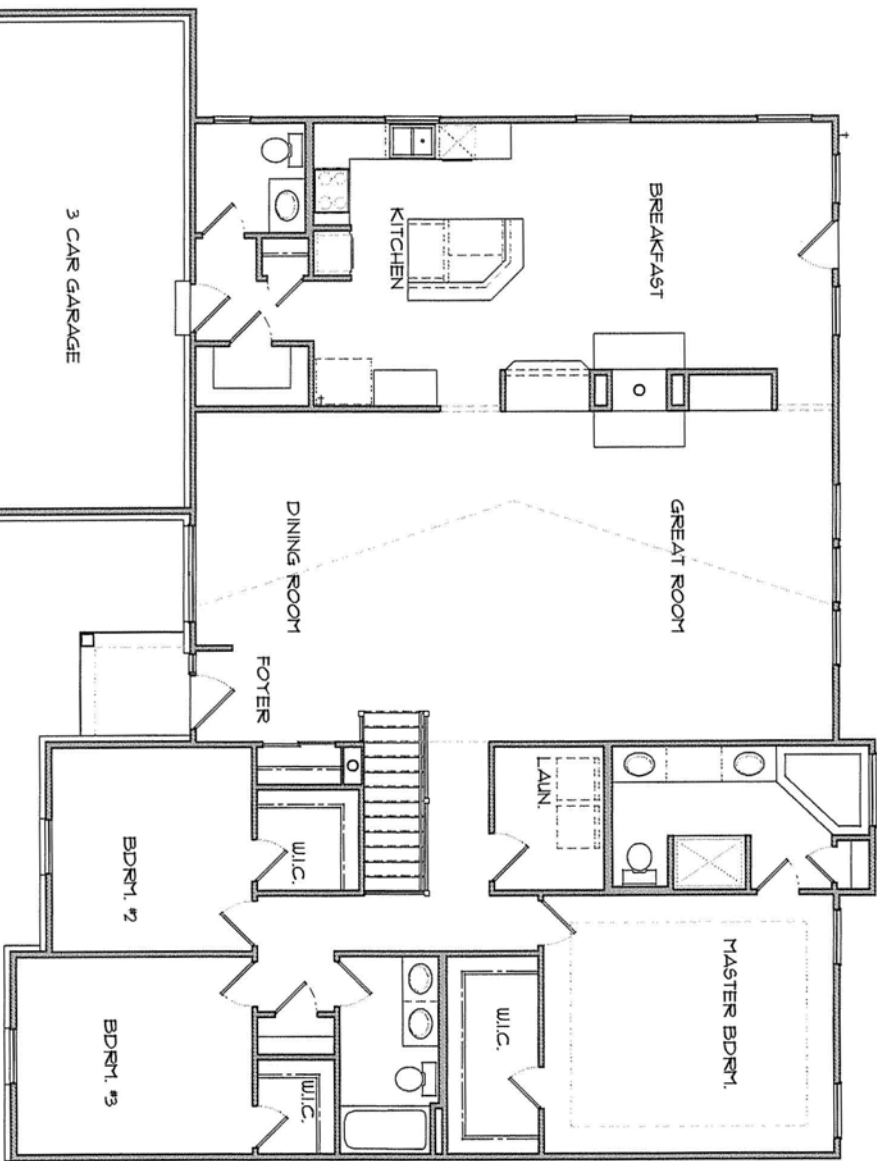 BREAKFAST
KITCHEN
3 CAR GARAGE
GREAT ROOM
DINING ROOM
FOYER
LAUN.
W.I.C.
BDRM. #2
MASTER BDRM.
W.I.C.
W.I.C.
BDRM. #3